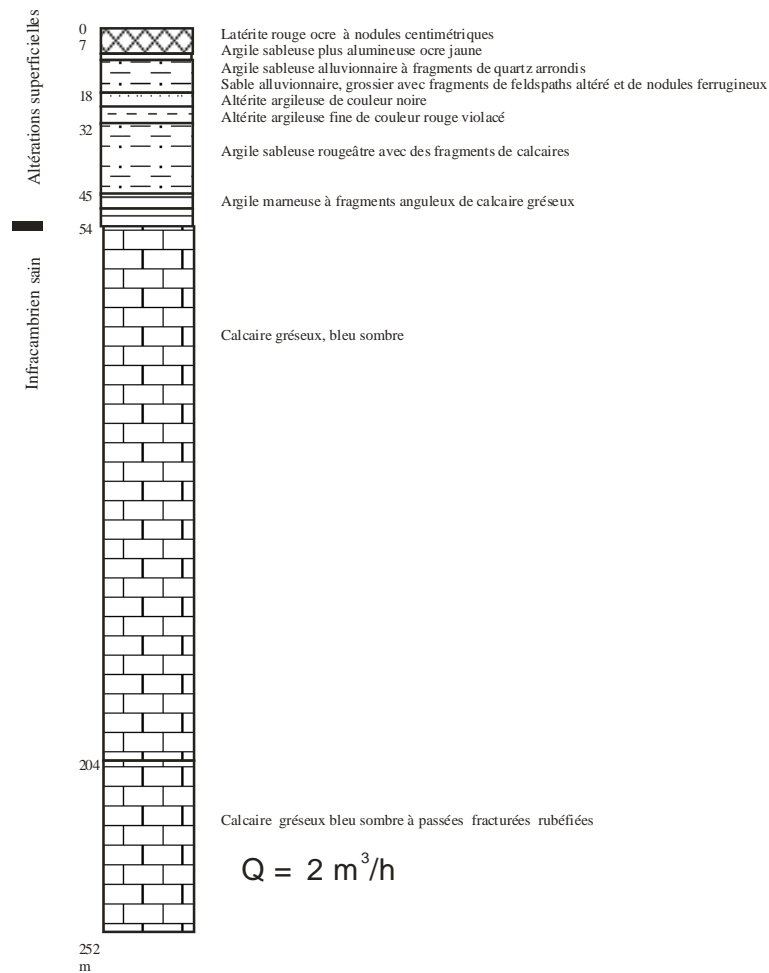 Altérations superficielles
Infracambrien sain
0
7
18
32
45
54
204
252
m
Latérite rouge ocre à nodules centimétriques
Argile sableuse plus alumineuse ocre jaune
Argile sableuse alluvionnaire à fragments de quartz arrondis
Sable alluvionnaire, grossier avec fragments de feldspaths altéré et de nodules ferrugineux
Altérite argileuse de couleur noire
Altérite argileuse fine de couleur rouge violacé
Argile sableuse rougeâtre avec des fragments de calcaires
Argile marneuse à fragments anguleux de calcaire gréseux
Calcaire gréseux, bleu sombre
Calcaire gréseux bleu sombre à passées fracturées rubéfiées
Q = 2 m³/h